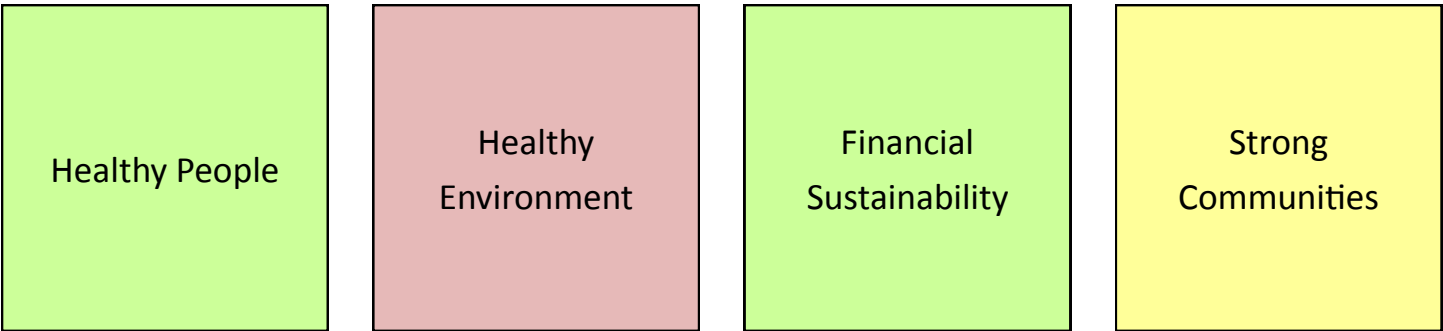 Healthy People
Healthy
Environment
Financial
Sustainability
Strong
Communities